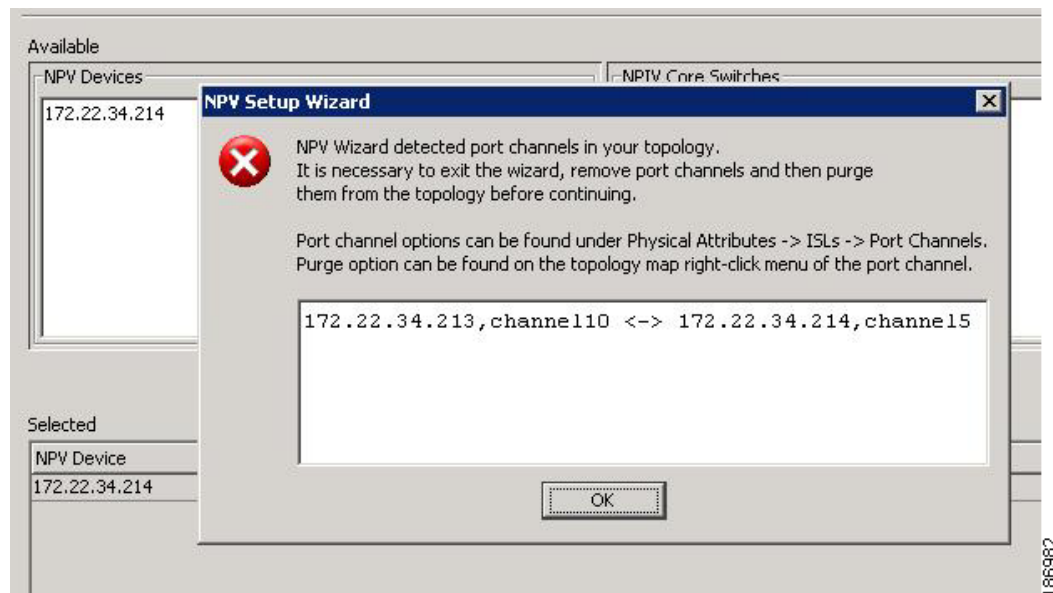 Available
NPV Devices
NPIV Core Switches
172.22.34.214
NPV Setup Wizard
NPV Wizard detected port channels in your topology.
It is necessary to exit the wizard, remove port channels and then purge
them from the topology before continuing.
Port channel options can be found under Physical Attributes -> ISLs -> Port Channels.
Purge option can be found on the topology map right-click menu of the port channel.
172.22.34.213,channel10 <-> 172.22.34.214,channel5
Selected
NPV Device
172.22.34.214
OK
186982